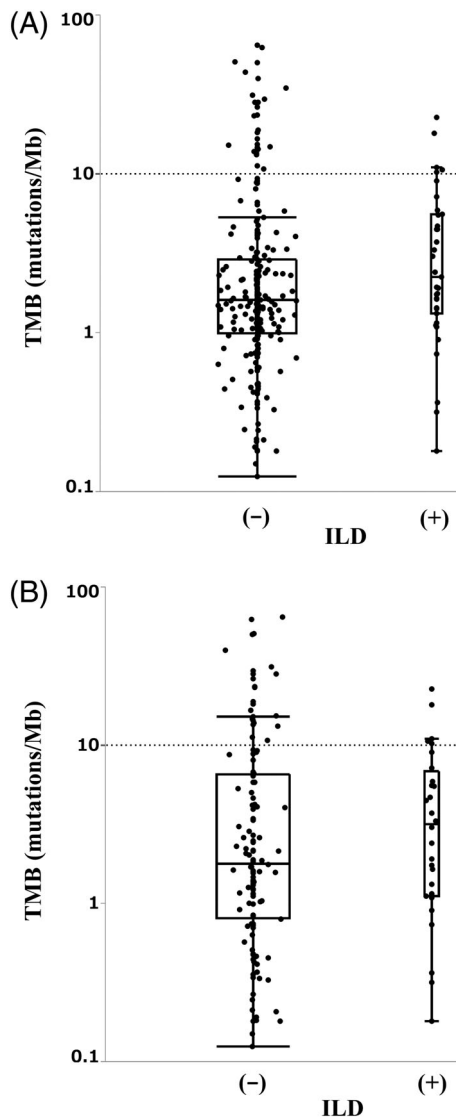 (A)
100
10
1
0.1
TMB (mutations/Mb)
(−)
(+)
ILD
(B)
100
10
1
0.1
TMB (mutations/Mb)
(−)
(+)
ILD